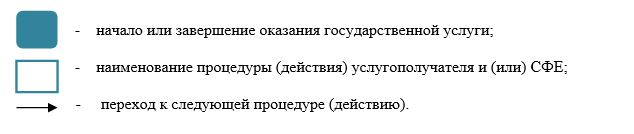 - начало или завершение оказания государственной услуги;
- наименование процедуры (действия) услугополучателя и (или) СФЕ;
- переход к следующей процедуре (действию).